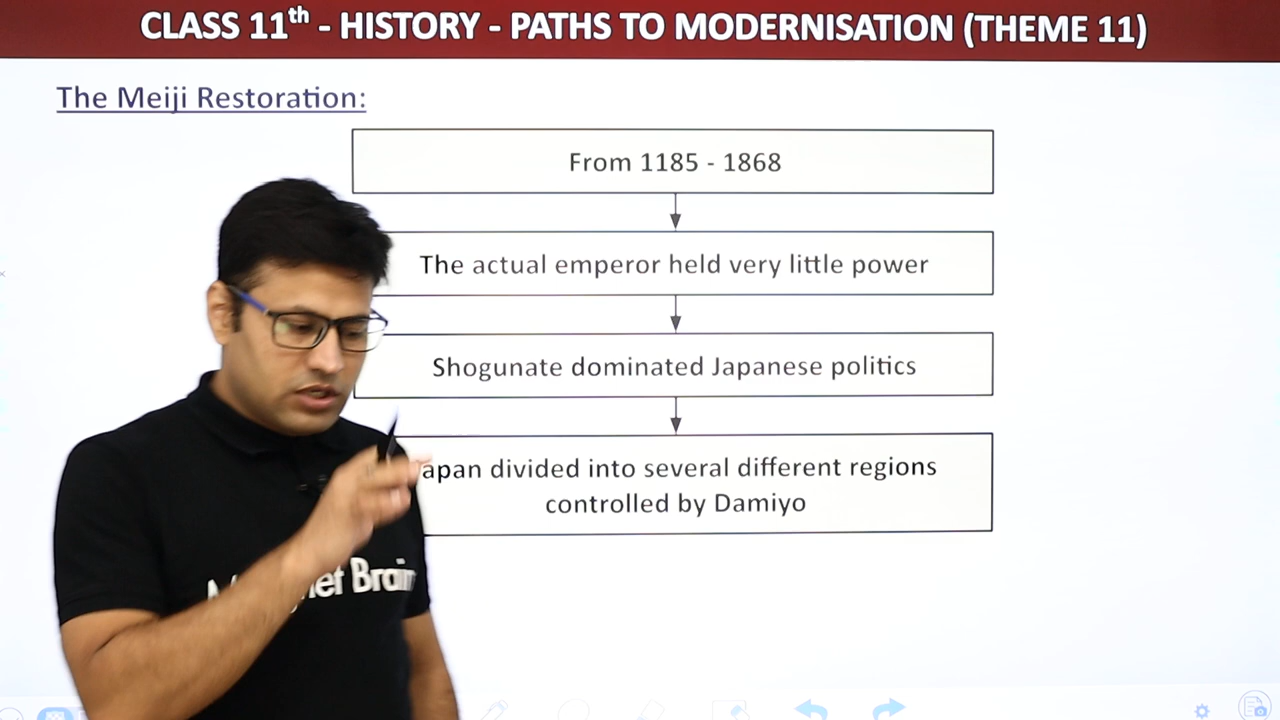 CLASS 11th - HISTORY - PATHS TO MODERNISATION (THEME 11)
The Meiji Restoration:
From 1185 - 1868
The actual emperor held very little power
Shogunate dominated Japanese politics
apan divided into several different regions
controlled by Damiyo
net Brain